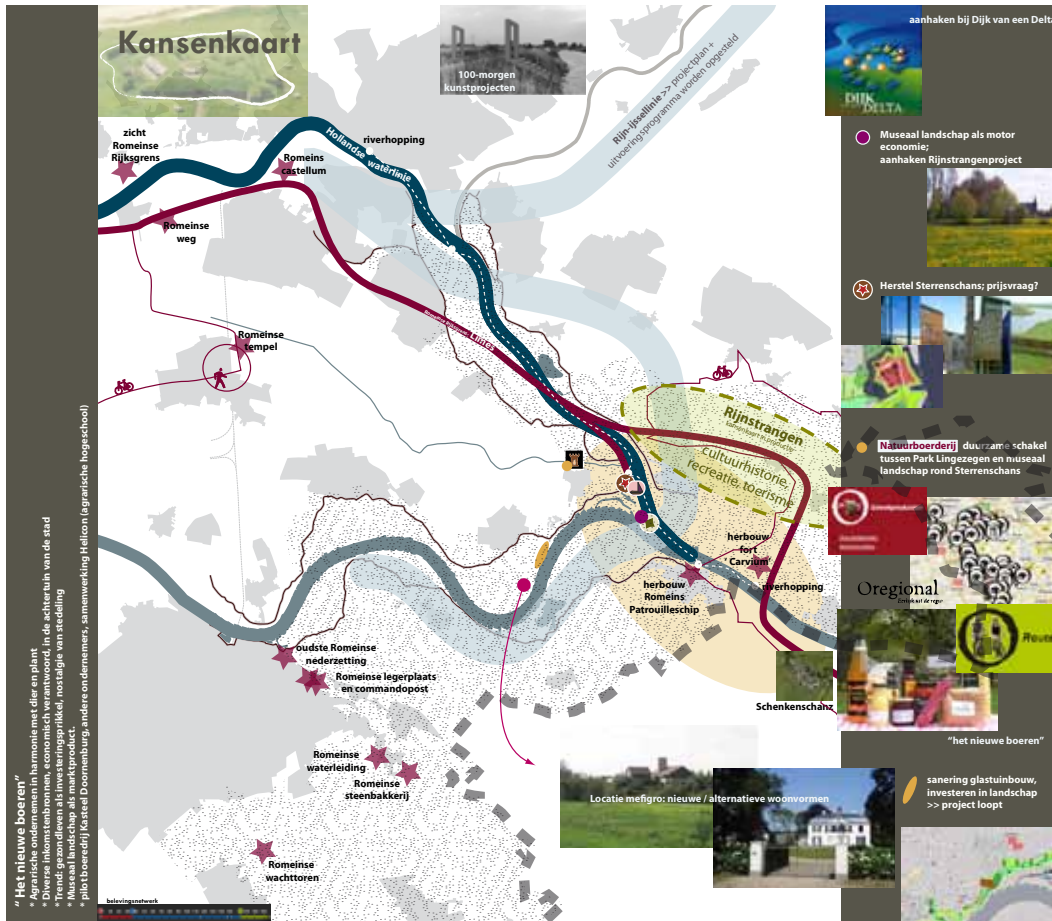 Kansenkaart
100-morgen
kunstprojecten
Rijn-ijssellinie >> projectplan +
uitvoeringsprogramma worden opgesteld
aanhaken bij Dijk van een Delta
DIJK
DELTA
zicht
Romeinse
Rijksgrens
Romeins
castellum
Hollandse waterlinie
riverhopping
Romeinse
weg
Romeinse
tempel
Limes
Museaal landschap als motor
economie;
aanhaken Rijnstrangenproject
Herstel Sterrenschans; prijsvraag?
Rijnstrangen
cultuurhistorie,
recreatie, toerisme
Natuurboerderij duurzame schakel
tussen Park Lingezegen en museaal
landschap rond Sterrenschans
herbouw
fort
' Carvium'
riverhopping
herbouw
Romeins
Patrouilleschip
Oregional
Schenkenschanz
oudste Romeinse
nederzetting
Romeinse legerplaats
en commandopost
Romeinse
waterleiding
Romeinse
steenbakkerij
Romeinse
wachttoren
"het nieuwe boeren"
sanering glastuinbouw,
investeren in landschap
>> project loopt
Locatie mefigro: nieuwe / alternatieve woonvormen
belevingsnetwerk
" Het nieuwe boeren"
* Agrarische ondernemen in harmonie met dier en plant
* Diverse inkomstenbronnen, economisch verantwoord, in de achtertuin van de stad
* Trend: gezond leven als investeringsprikkel, nostalgie van stedeling
* Museaal landschap als marktproduct.
* pilot boeredrij Kasteel Doornenburg, andere ondernemers, samenwerking Helicon (agrarische hogeschool)